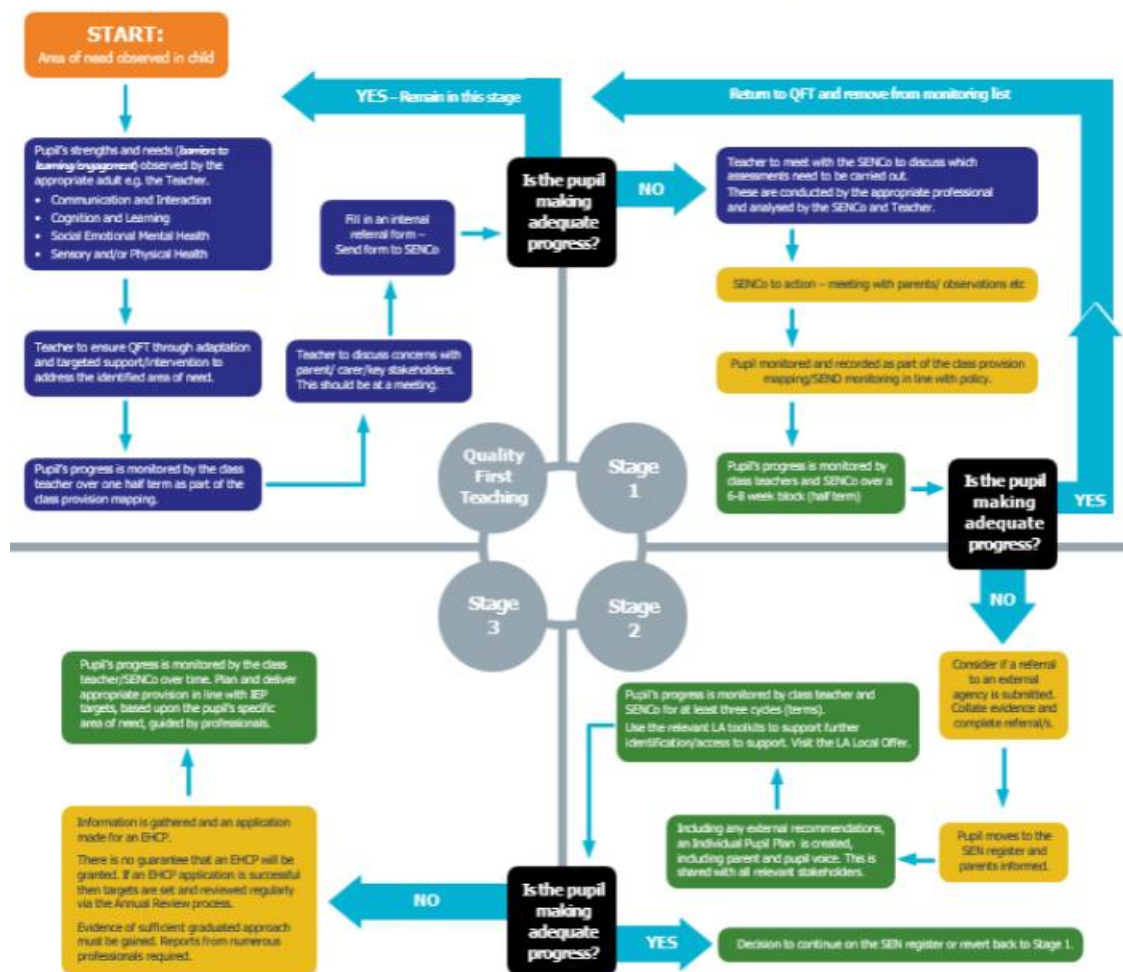 START:
Area of need observed in child
Pupil's strengths and needs (barriers to
learning/engagement) observed by the
appropriate adult e.g. the Teacher.
• Communication and Interaction
• Cognition and Learning
• Social Emotional Mental Health
• Sensory and/or Physical Health
Teacher to ensure QFT through adaptation
and targeted support/intervention to
address the identified area of need.
Pupil's progress is monitored by the class
teacher over one half term as part of the
class provision mapping.
Teacher to discuss concerns with
parent/ carer/key stakeholders.
This should be at a meeting.
Fill in an internal
referral form –
Send form to SENCo
Is the pupil
making
adequate
progress?
YES – Remain in this stage
NO
Quality
First
Teaching
Stage
1
Return to QFT and remove from monitoring list
Teacher to meet with the SENCo to discuss which
assessments need to be carried out.
These are conducted by the appropriate professional
and analysed by the SENCo and Teacher.
SENCo to action – meeting with parents/ observations etc
Pupil monitored and recorded as part of the class provision
mapping/SEND monitoring in line with policy.
Pupil's progress is monitored by
class teachers and SENCo over a
6-8 week block (half term)
Is the pupil
making
adequate
progress?
YES
NO
Stage
3
Stage
2
Consider if a referral
to an external
agency is submitted.
Collate evidence and
complete referral/s.
Pupil moves to the
SEN register and
parents informed.
Including any external recommendations,
an Individual Pupil Plan is created,
including parent and pupil voice. This is
shared with all relevant stakeholders.
Pupil's progress is monitored by class teacher and
SENCo for at least three cycles (terms).
Use the relevant LA toolkits to support further
identification/access to support. Visit the LA Local Offer.
Is the pupil
making
adequate
progress?
YES
Decision to continue on the SEN register or revert back to Stage 1.
NO
Information is gathered and an application
made for an EHCP.
There is no guarantee that an EHCP will be
granted. If an EHCP application is successful
then targets are set and reviewed regularly
via the Annual Review process.
Evidence of sufficient graduated approach
must be gained. Reports from numerous
professionals required.
Pupil's progress is monitored by the class
teacher/SENCo over time. Plan and deliver
appropriate provision in line with IEP
targets, based upon the pupil's specific
area of need, guided by professionals.